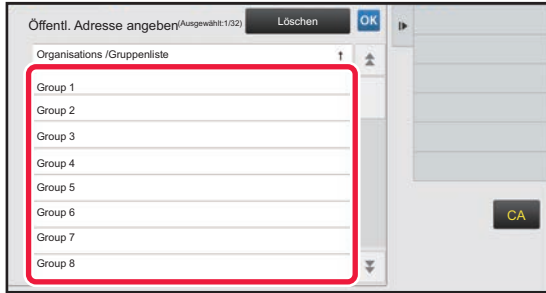 Öffentl. Adresse angeben(Ausgewählt:1/32) Löschen OK
Organisations /Gruppenliste
Group 1
Group 2
Group 3
Group 4
Group 5
Group 6
Group 7
Group 8
CA